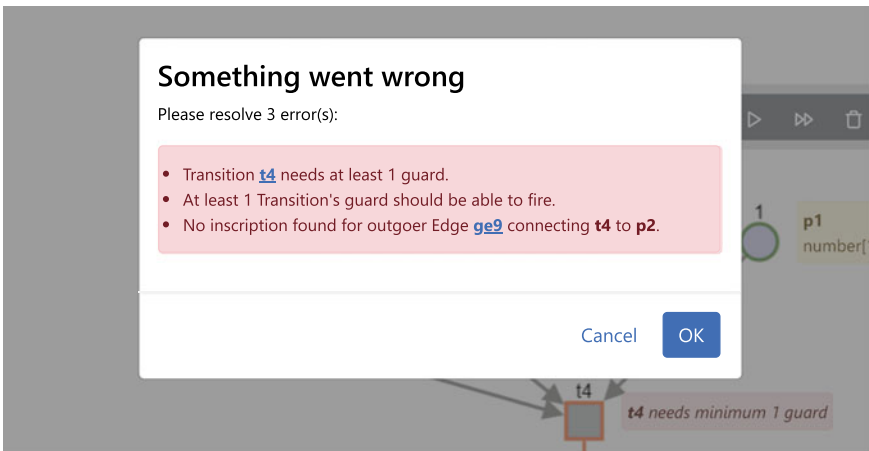 Something went wrong
Please resolve 3 error(s):
• Transition t4 needs at least 1 guard.
• At least 1 Transition's guard should be able to fire.
• No inscription found for outgoer Edge ge9 connecting t4 to p2.
1
p1
number[
Cancel
OK
t4
t4 needs minimum 1 guard